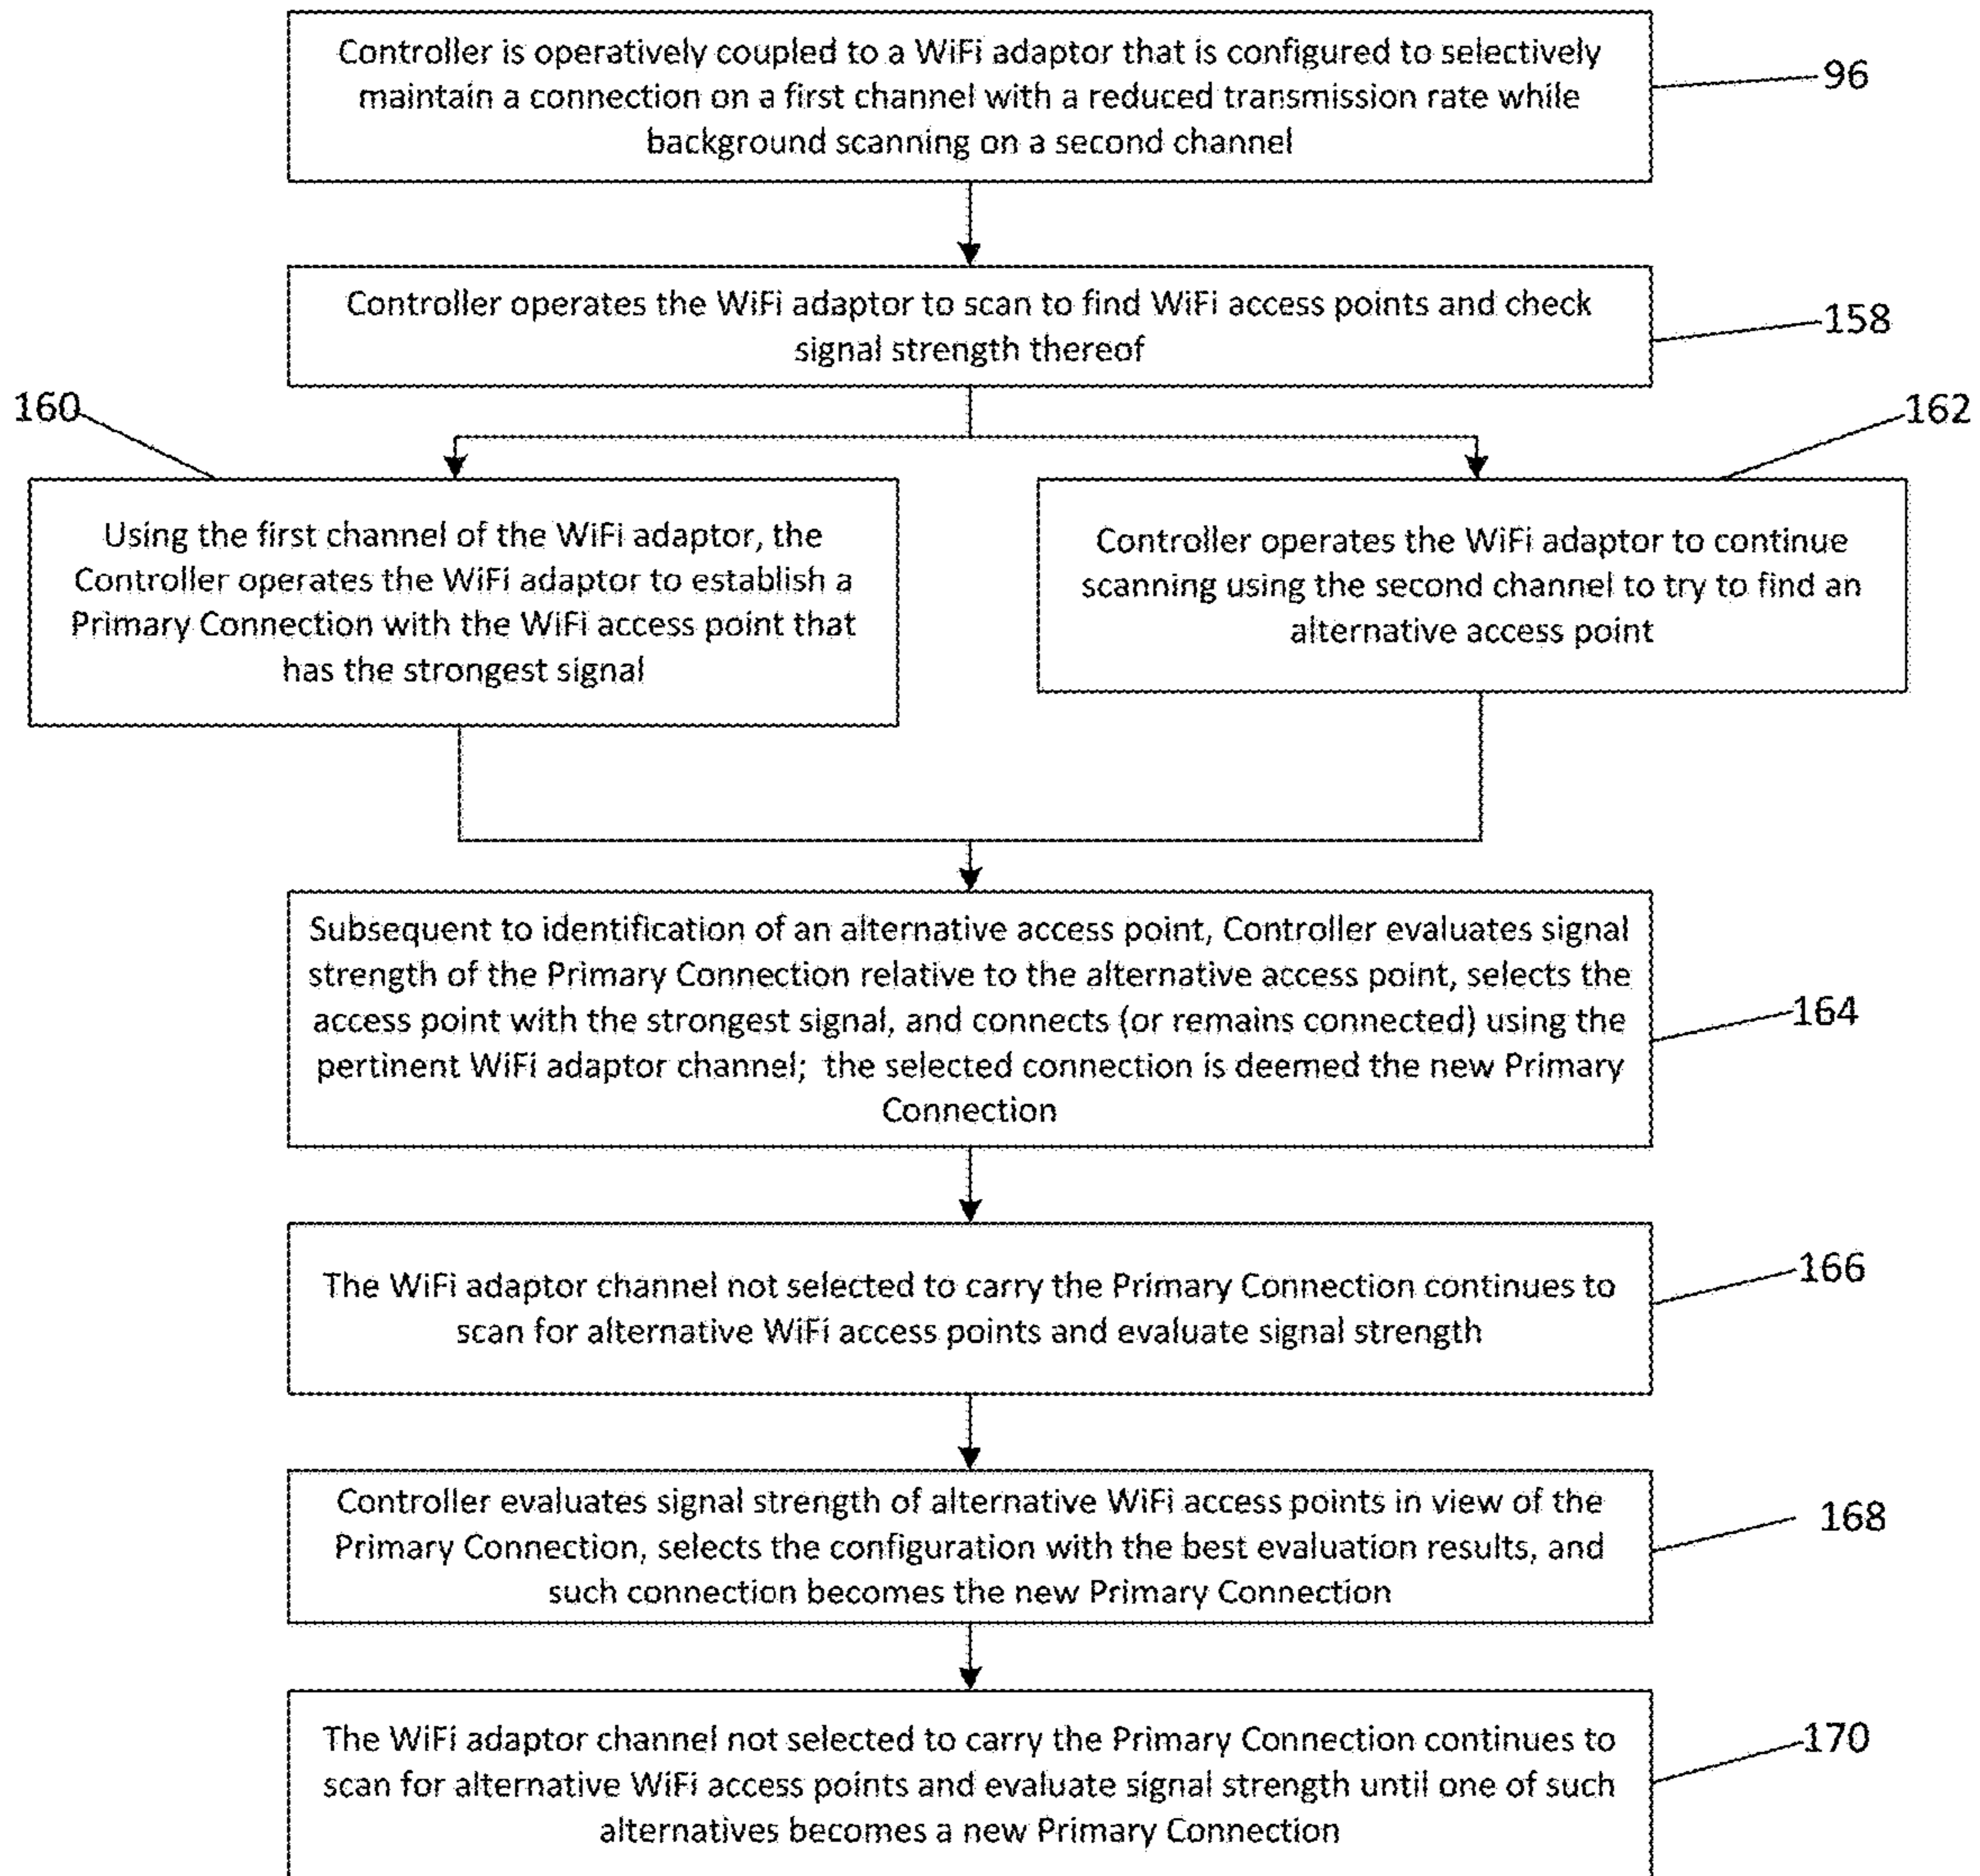 Controller is operatively coupled to a WiFi adaptor that is configured to selectively
maintain a connection on a first channel with a reduced transmission rate while
background scanning on a second channel
96
Controller operates the WiFi adaptor to scan to find WiFi access points and check
signal strength thereof
158
160
162
Using the first channel of the WiFi adaptor, the
Controller operates the WiFi adaptor to establish a
Primary Connection with the WiFi access point that
has the strongest signal
Controller operates the WiFi adaptor to continue
scanning using the second channel to try to find an
alternative access point
Subsequent to identification of an alternative access point, Controller evaluates signal
strength of the Primary Connection relative to the alternative access point, selects the
access point with the strongest signal, and connects (or remains connected) using the
pertinent WiFi adaptor channel; the selected connection is deemed the new Primary
Connection
164
The WiFi adaptor channel not selected to carry the Primary Connection continues to
scan for alternative WiFi access points and evaluate signal strength
166
Controller evaluates signal strength of alternative WiFi access points in view of the
Primary Connection, selects the configuration with the best evaluation results, and
such connection becomes the new Primary Connection
168
The WiFi adaptor channel not selected to carry the Primary Connection continues to
scan for alternative WiFi access points and evaluate signal strength until one of such
alternatives becomes a new Primary Connection
170